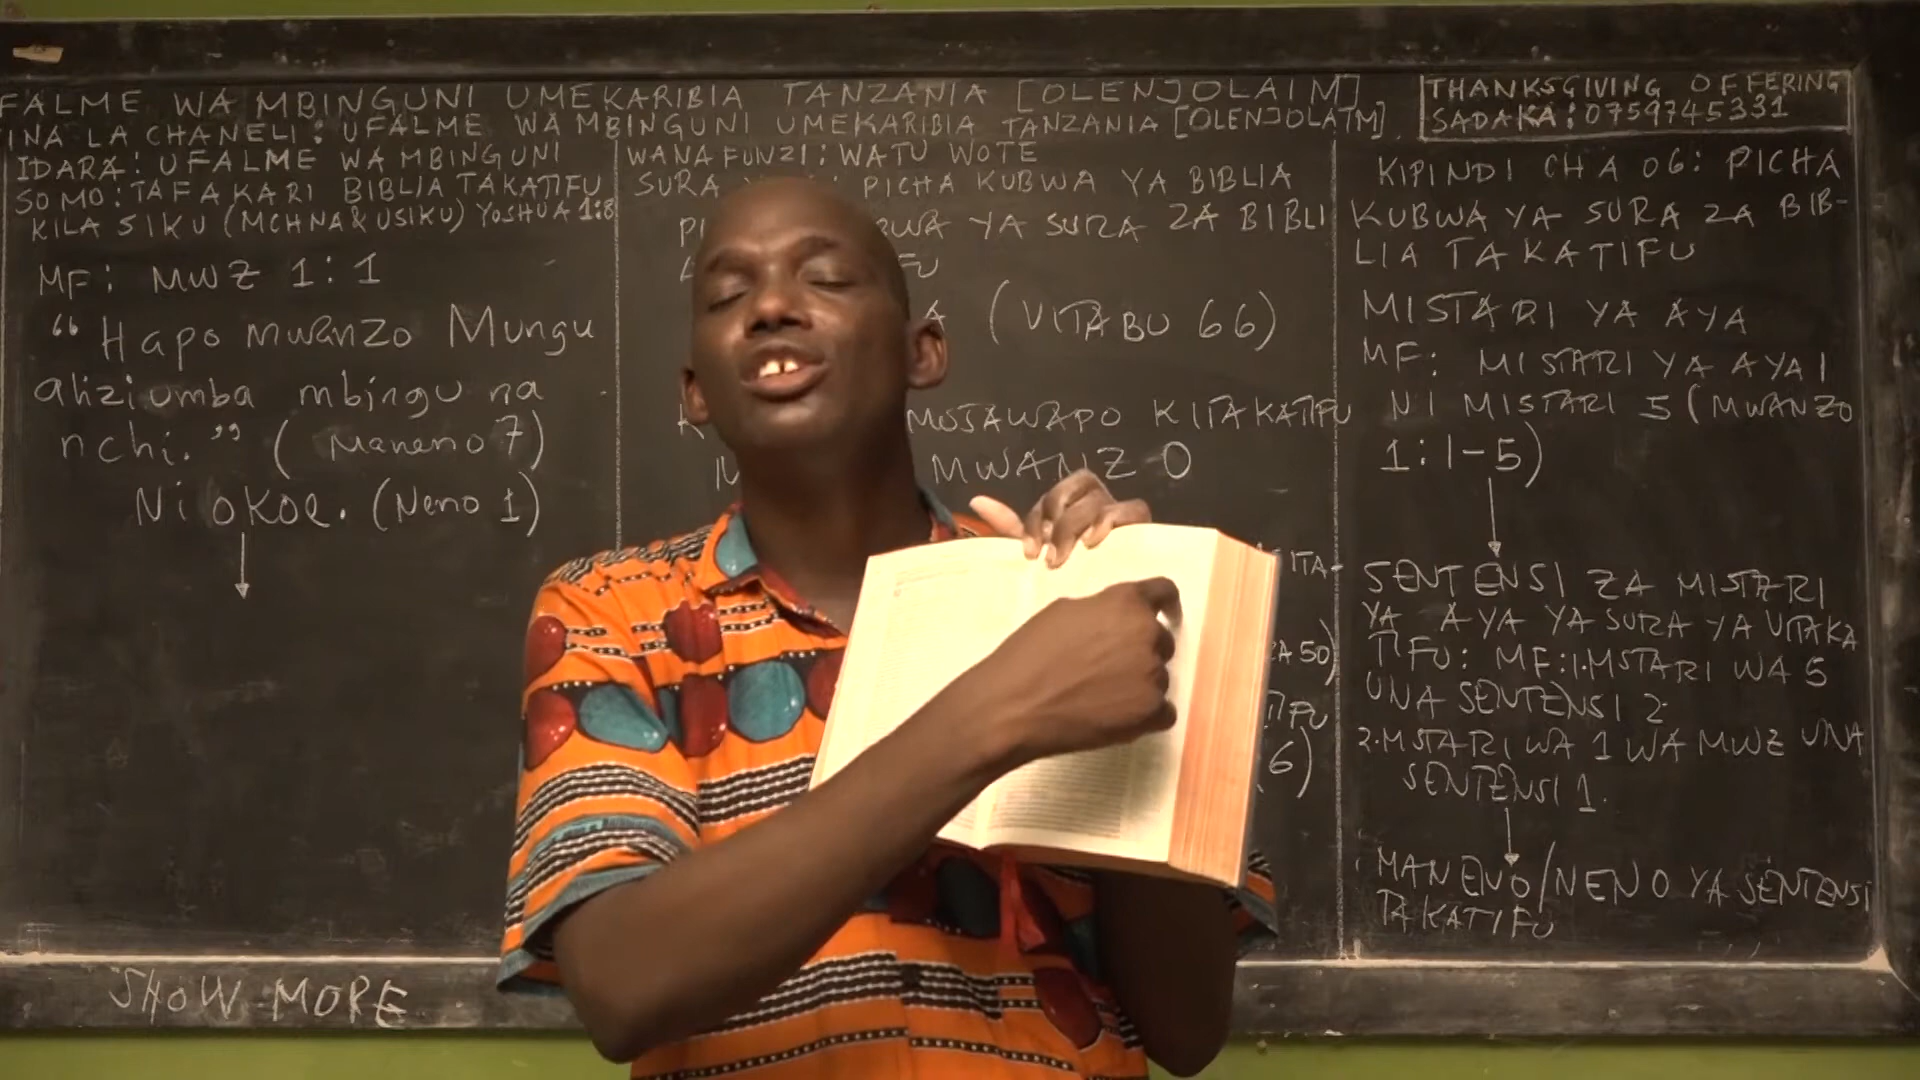 FALME WA MBINGUNI UMEKARIBIA TANZANIA [OLENJOLAIM]
INA LA CHANELI: UFALME WA MBINGUNI UMEKARIBIA TANZANIA [OLENJOLAIM]
THANKSGIVING OFFERING
SADAKA: 0759745331
IDARA: UFALME WA MBINGUNI
SOMO: TAFAKARI BIBLIA TAKATIFU
KILA SIKU (MCHNA & USIKU) YOSHUA 1:8
MF: MWZ 1:1
"Hapo mwanzo Mungu
aliziumba mbingu na
nchi." (Maneno 7)
Ni okoe. (Neno 1)
WANAFUNZI: WATU WOTE
SURA PICHA KUBWA YA BIBLIA
YA SURA ZA BIBLI
(VITABU 66)
MOJAWAPO KITAKATIFU
MWANZO
ITA-
ZA 50)
TIFU
6)
KIPINDI CHA 06: PICHA
KUBWA YA SURA ZA BIB-
LIA TAKATIFU
MISTARI YA AYA
MF: MISTARI YA AYA 1
NI MISTARI 5 (MWANZO
1:1-5)
SENTENSI ZA MISTARI
YA AYA YA SURA YA VITAKA
TIFU: MF: 1. MSTARI WA 5
UNA SENTENSI 2
2. MSTARI WA 1 WA MWZ UNA
SENTENSI 1.
MANENO/NENO YA SENTENSI
TAKATIFU
SHOW MORE